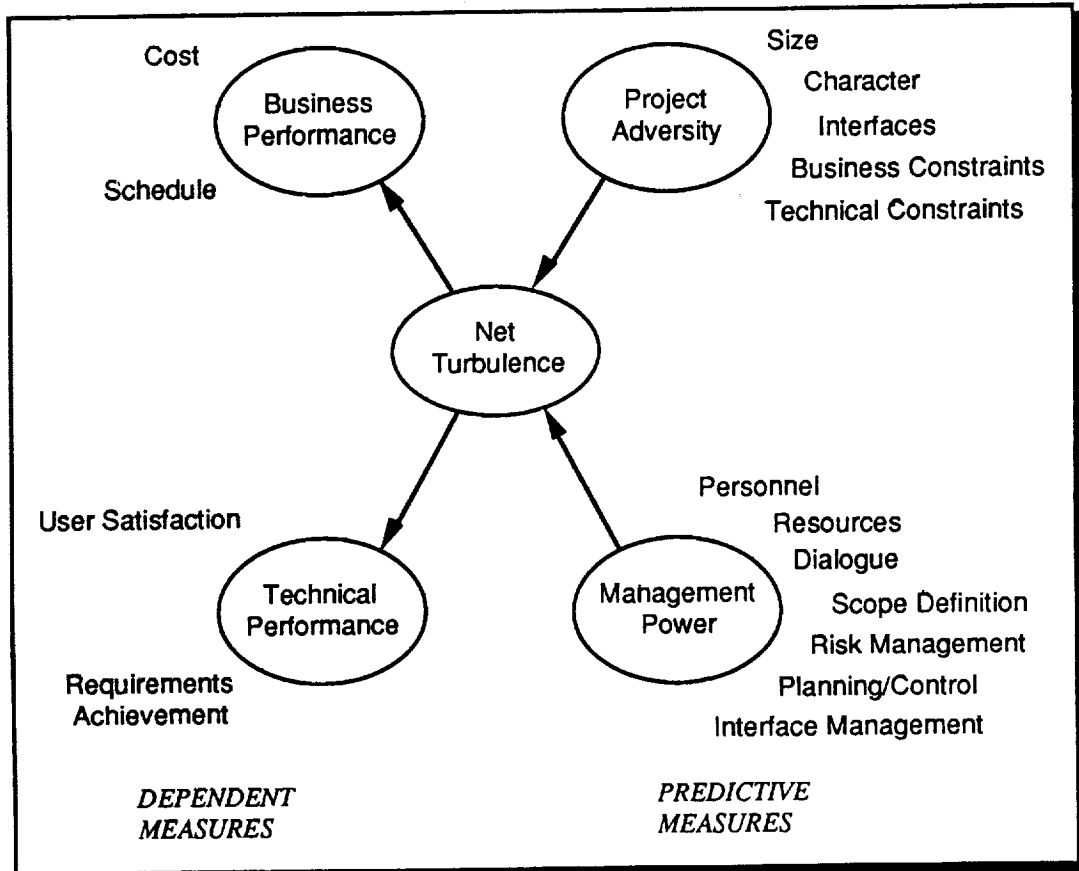 Cost
Business
Performance
Schedule
Project
Adversity
Size
Character
Interfaces
Business Constraints
Technical Constraints
Net
Turbulence
User Satisfaction
Technical
Performance
Requirements
Achievement
Management
Power
Personnel
Resources
Dialogue
Scope Definition
Risk Management
Planning/Control
Interface Management
DEPENDENT
MEASURES
PREDICTIVE
MEASURES